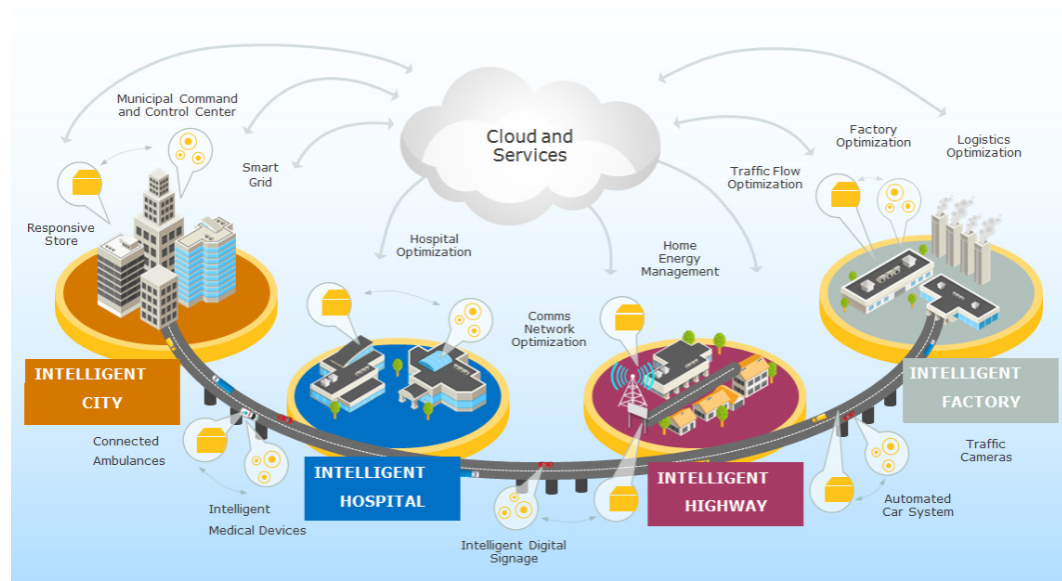 Municipal Command
and Control Center
Cloud and
Services
Factory
Optimization
Logistics
Optimization
Smart
Grid
Traffic Flow
Optimization
Responsive
Store
Hospital
Optimization
Home
Energy
Management
Comms
Network
Optimization
INTELLIGENT
CITY
INTELLIGENT
FACTORY
Connected
Ambulances
Traffic
Cameras
INTELLIGENT
HOSPITAL
INTELLIGENT
HIGHWAY
Intelligent
Medical Devices
Automated
Car System
Intelligent Digital
Signage